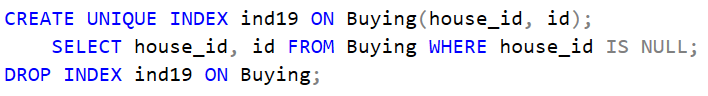 CREATE UNIQUE INDEX ind19 ON Buying(house_id, id);
    SELECT house_id, id FROM Buying WHERE house_id IS NULL;
DROP INDEX ind19 ON Buying;